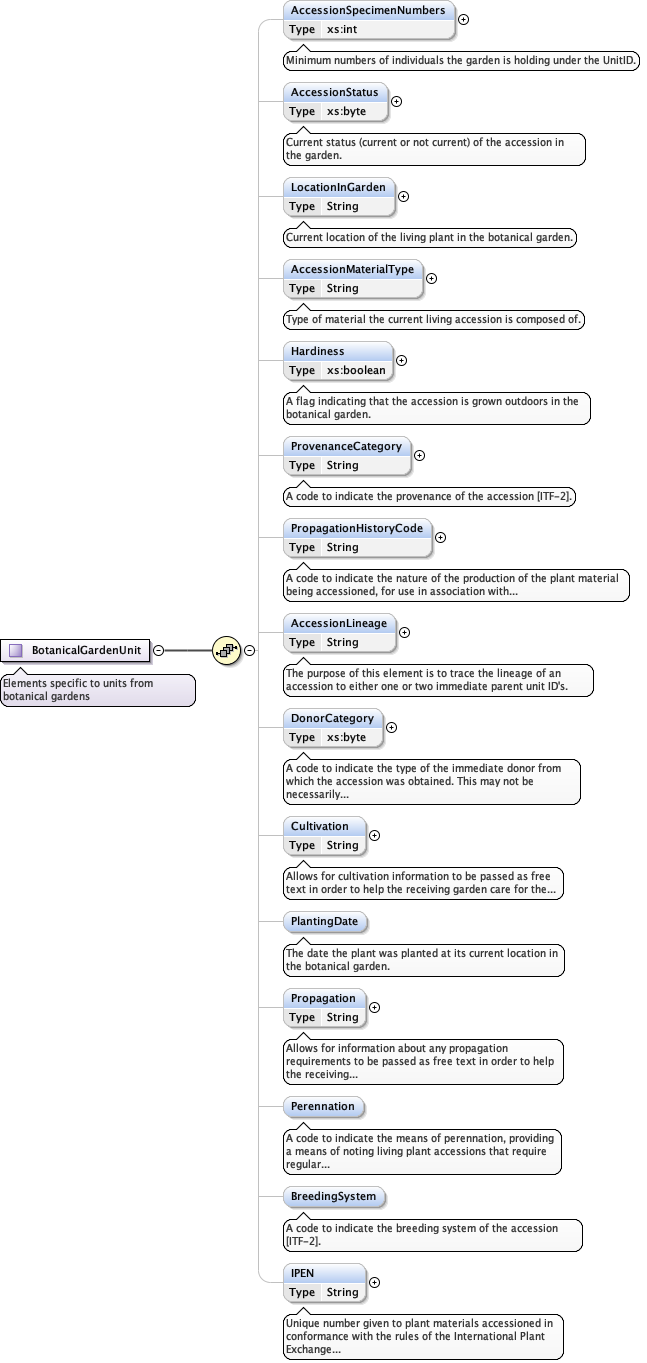 AccessionSpecimenNumbers
Type xs:int
Minimum numbers of individuals the garden is holding under the UnitID.
AccessionStatus
Type xs:byte
Current status (current or not current) of the accession in
the garden.
LocationInGarden
Type String
Current location of the living plant in the botanical garden.
AccessionMaterialType
Type String
Type of material the current living accession is composed of.
Hardiness
Type xs:boolean
A flag indicating that the accession is grown outdoors in the
botanical garden.
ProvenanceCategory
Type String
A code to indicate the provenance of the accession [ITF-2].
PropagationHistoryCode
Type String
A code to indicate the nature of the production of the plant material
being accessioned, for use in association with...
BotanicalGardenUnit
Elements specific to units from
botanical gardens
AccessionLineage
Type String
The purpose of this element is to trace the lineage of an
accession to either one or two immediate parent unit ID's.
DonorCategory
Type xs:byte
A code to indicate the type of the immediate donor from
which the accession was obtained. This may not be
necessarily...
Cultivation
Type String
Allows for cultivation information to be passed as free
text in order to help the receiving garden care for the...
PlantingDate
The date the plant was planted at its current location in
the botanical garden.
Propagation
Type String
Allows for information about any propagation
requirements to be passed as free text in order to help
the receiving...
Perennation
A code to indicate the means of perennation, providing
a means of noting living plant accessions that require
regular...
BreedingSystem
A code to indicate the breeding system of the accession
[ITF-2].
IPEN
Type String
Unique number given to plant materials accessioned in
conformance with the rules of the International Plant
Exchange...